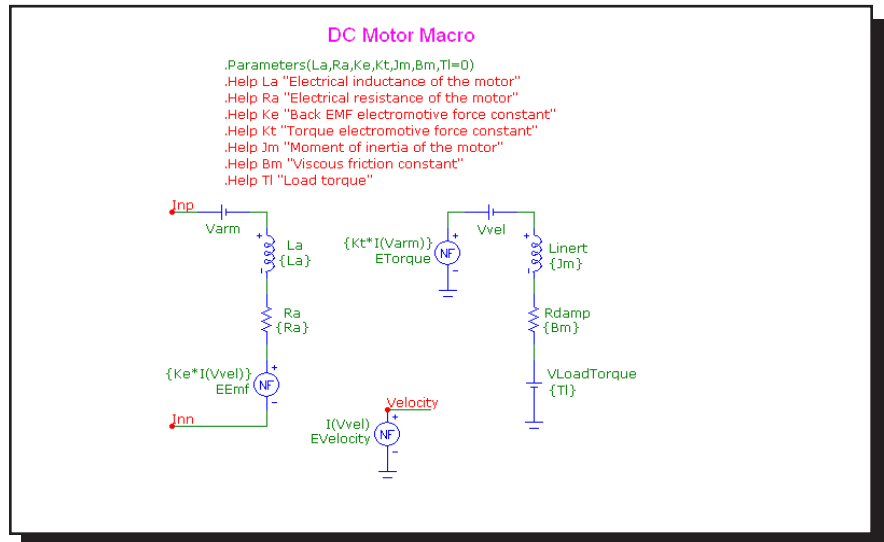 DC Motor Macro
.Parameters(La,Ra,Ke,Kt,Jm,Bm,Tl=0)
.Help La "Electrical inductance of the motor"
.Help Ra "Electrical resistance of the motor"
.Help Ke "Back EMF electromotive force constant"
.Help Kt "Torque electromotive force constant"
.Help Jm "Moment of inertia of the motor"
.Help Bm "Viscous friction constant"
.Help Tl "Load torque"
Inp
Varm
La
{La}
Ra
{Ra}
{Ke*I(Vvel)}
EEmf
NF
Inn
{Kt*I(Varm)}
ETorque
NF
Vvel
Linert
{Jm}
Rdamp
{Bm}
VLoadTorque
{Tl}
Velocity
I(Vvel)
EVelocity
NF